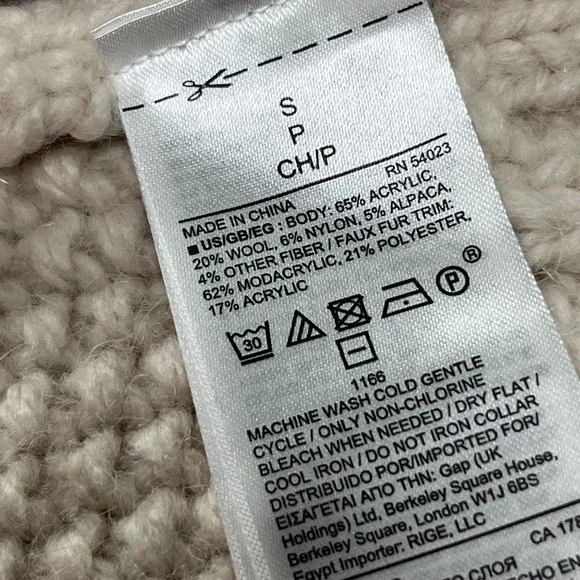 S
P
CH/P
MADE IN CHINA RN 54023
■ US/GB/EG : BODY: 65% ACRYLIC,
20% WOOL, 6% NYLON, 5% ALPACA,
4% OTHER FIBER / FAUX FUR TRIM:
62% MODACRYLIC, 21% POLYESTER,
17% ACRYLIC
30
P
1166
MACHINE WASH COLD GENTLE
CYCLE / ONLY NON-CHLORINE
BLEACH WHEN NEEDED / DRY FLAT /
COOL IRON / DO NOT IRON COLLAR
DISTRIBUIDO POR/IMPORTED FOR/
ΕΙΣΑΓΕΤΑΙ ΑΠΟ ΤΗΝ: Gap (UK
Holdings) Ltd, Berkeley Square House,
Berkeley Square, London W1J 6BS
Egypt Importer: RIGE, LLC
CA 17
СЛОЯ